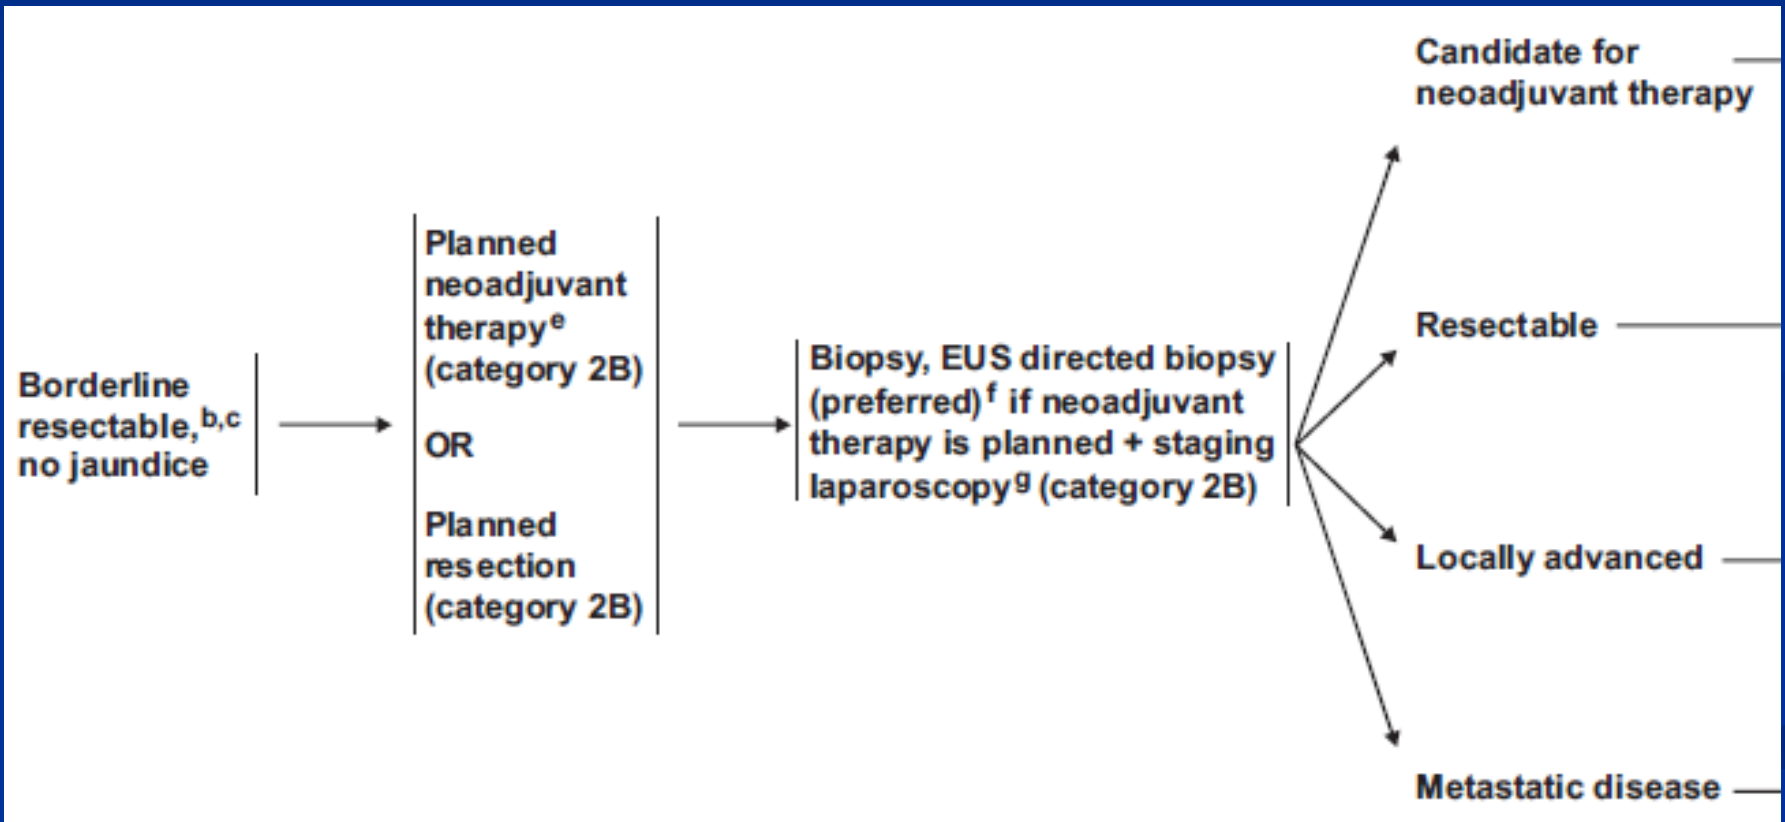 Borderline
resectable,b,c
no jaundice
Planned
neoadjuvant
therapye
(category 2B)
OR
Planned
resection
(category 2B)
Biopsy, EUS directed biopsy
(preferred)f if neoadjuvant
therapy is planned + staging
laparoscopyg (category 2B)
Candidate for
neoadjuvant therapy
Resectable
Locally advanced
Metastatic disease